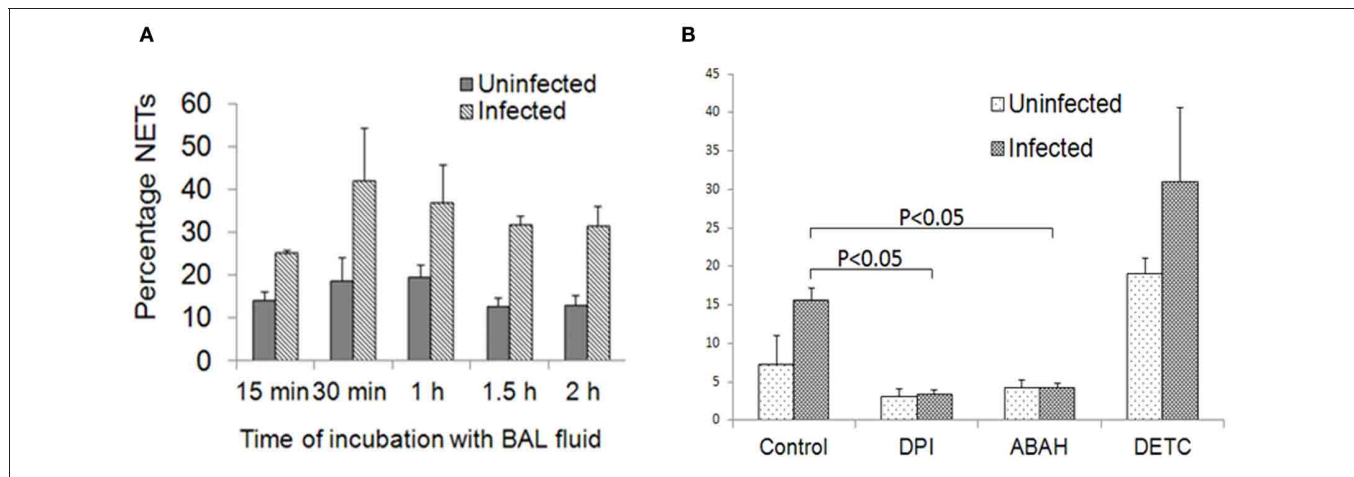 A
Uninfected
Infected
Percentage NETs
60
50
40
30
20
10
0
15 min 30 min 1 h 1.5 h 2 h
Time of incubation with BAL fluid
B
45
40
35
30
25
20
15
10
5
0
Uninfected
Infected
P<0.05
P<0.05
Control DPI ABAH DETC